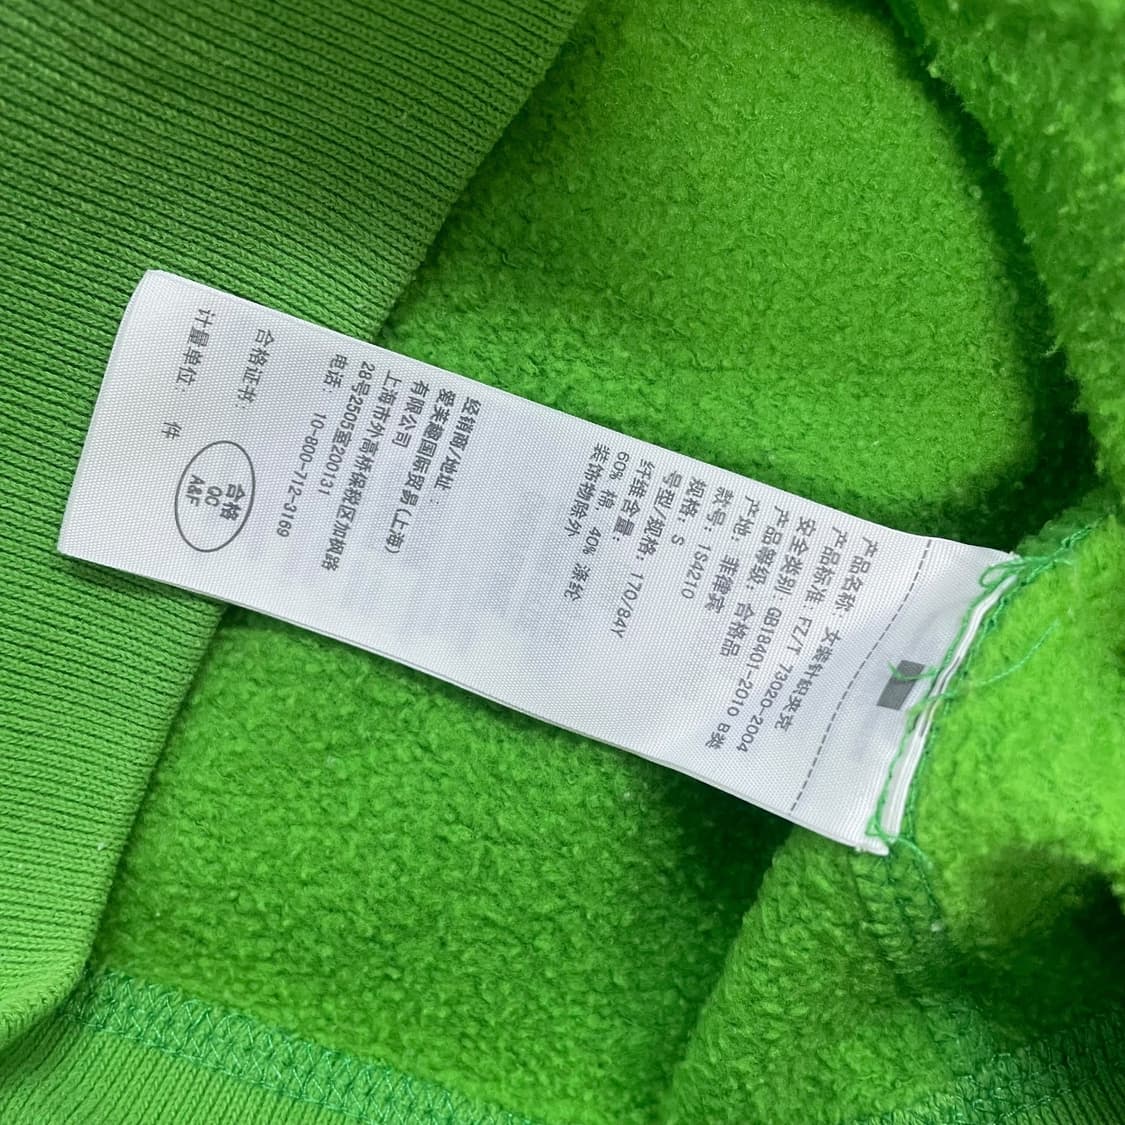 产品名称: 女装针织夹克
产品标准: FZ/T 73020-2004
安全类别: GB18401-2010 B类
产品等级: 合格品
产地: 菲律宾
款号: 1S4210
规格: S
号型/规格: 170/84Y
纤维含量:
60% 棉, 40% 涤纶
装饰物除外
经销商/地址:
爱芙趣国际贸易(上海)
有限公司
上海市外高桥保税区加枫路
28号2505室200131
电话: 10-800-712-3169
合格证书:
合格
QC
A&F
计量单位: 件